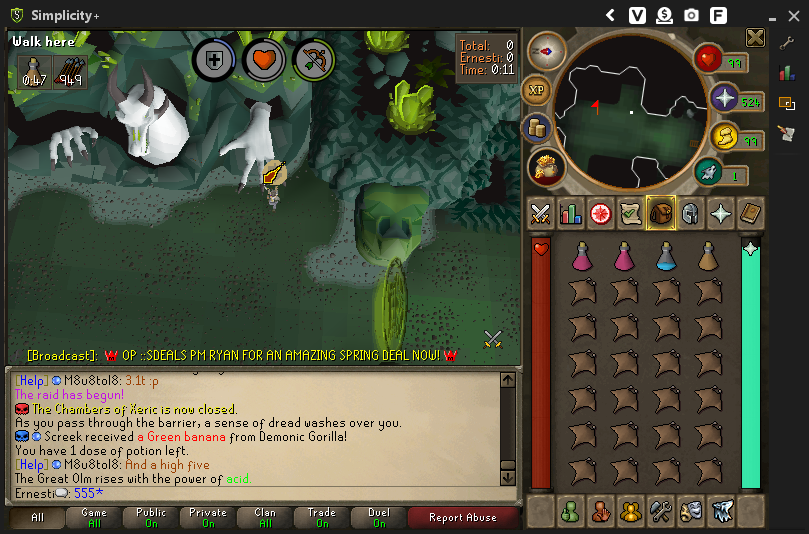 Simplicity+
V
F
Walk here
0:47
949
Total: 0
Ernesti: 0
Time: 0:11
N
XP
99
624
99
1
[Broadcast]: OP ::SDEALS PM RYAN FOR AN AMAZING SPRING DEAL NOW!
[Help] M8u8tol8: 3.1t :p
The raid has begun!
The Chambers of Xeric is now closed.
As you pass through the barrier, a sense of dread washes over you.
Screek received a Green banana from Demonic Gorilla!
You have 1 dose of potion left.
[Help] M8u8tol8: And a high five
The Great Olm rises with the power of acid.
Ernesti: 555*
All
Game
All
Public
On
Private
On
Clan
All
Trade
On
Duel
On
Report Abuse